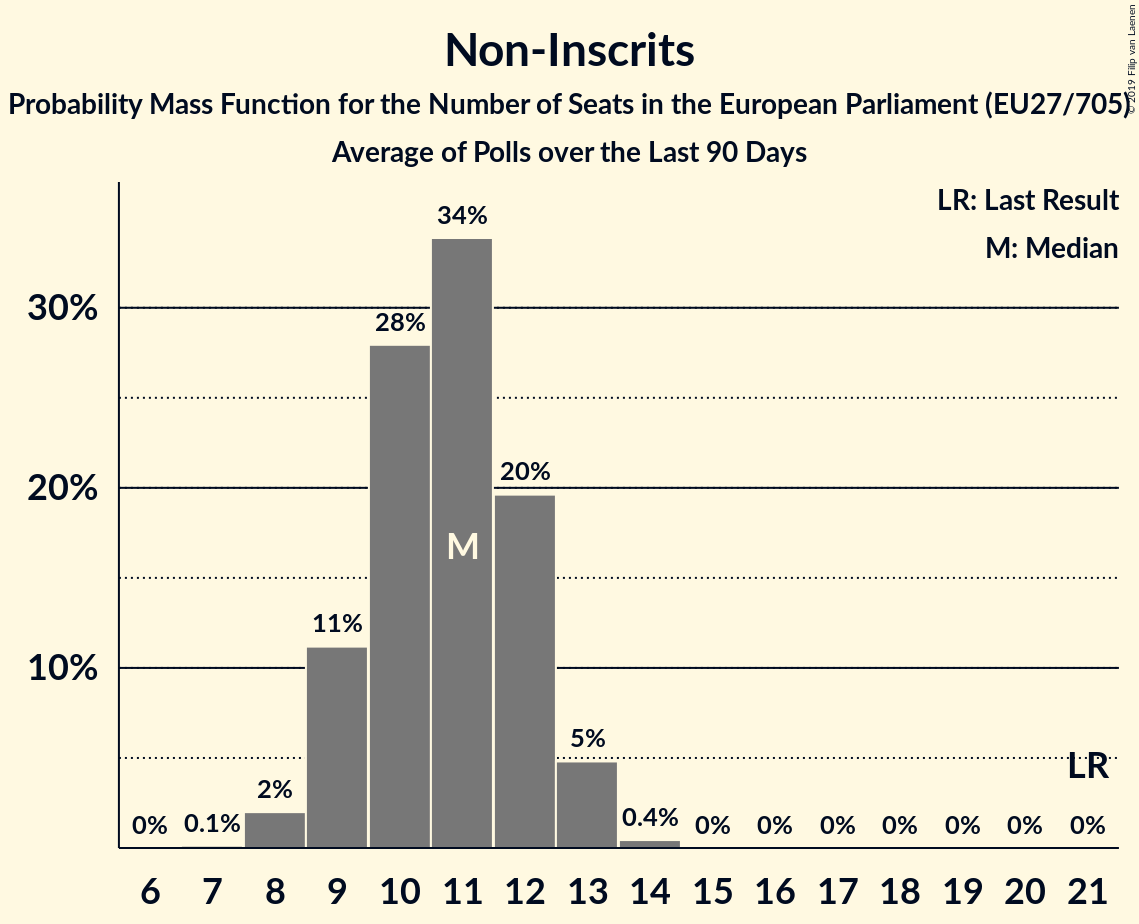 Non-Inscrits
Probability Mass Function for the Number of Seats in the European Parliament (EU27/705)
Average of Polls over the Last 90 Days
© 2019 Filip van Laenen
LR: Last Result
M: Median
34%
30%
28%
20%
20%
M
11%
10%
5%
LR
2%
0%
0.1%
0.4%
0%
0%
0%
0%
0%
0%
0%
6 7 8 9 10 11 12 13 14 15 16 17 18 19 20 21